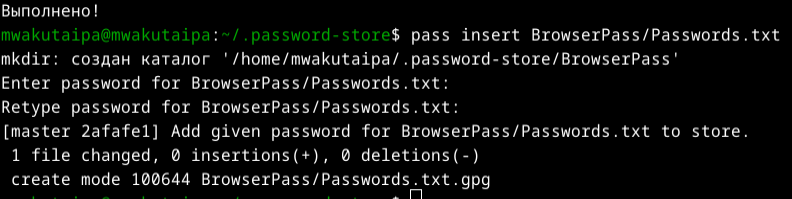 Выполнено!
mwakutaipa@mwakutaipa:~/.password-store$ pass insert BrowserPass/Passwords.txt
mkdir: создан каталог '/home/mwakutaipa/.password-store/BrowserPass'
Enter password for BrowserPass/Passwords.txt:
Retype password for BrowserPass/Passwords.txt:
[master 2afafe1] Add given password for BrowserPass/Passwords.txt to store.
 1 file changed, 0 insertions(+), 0 deletions(-)
 create mode 100644 BrowserPass/Passwords.txt.gpg